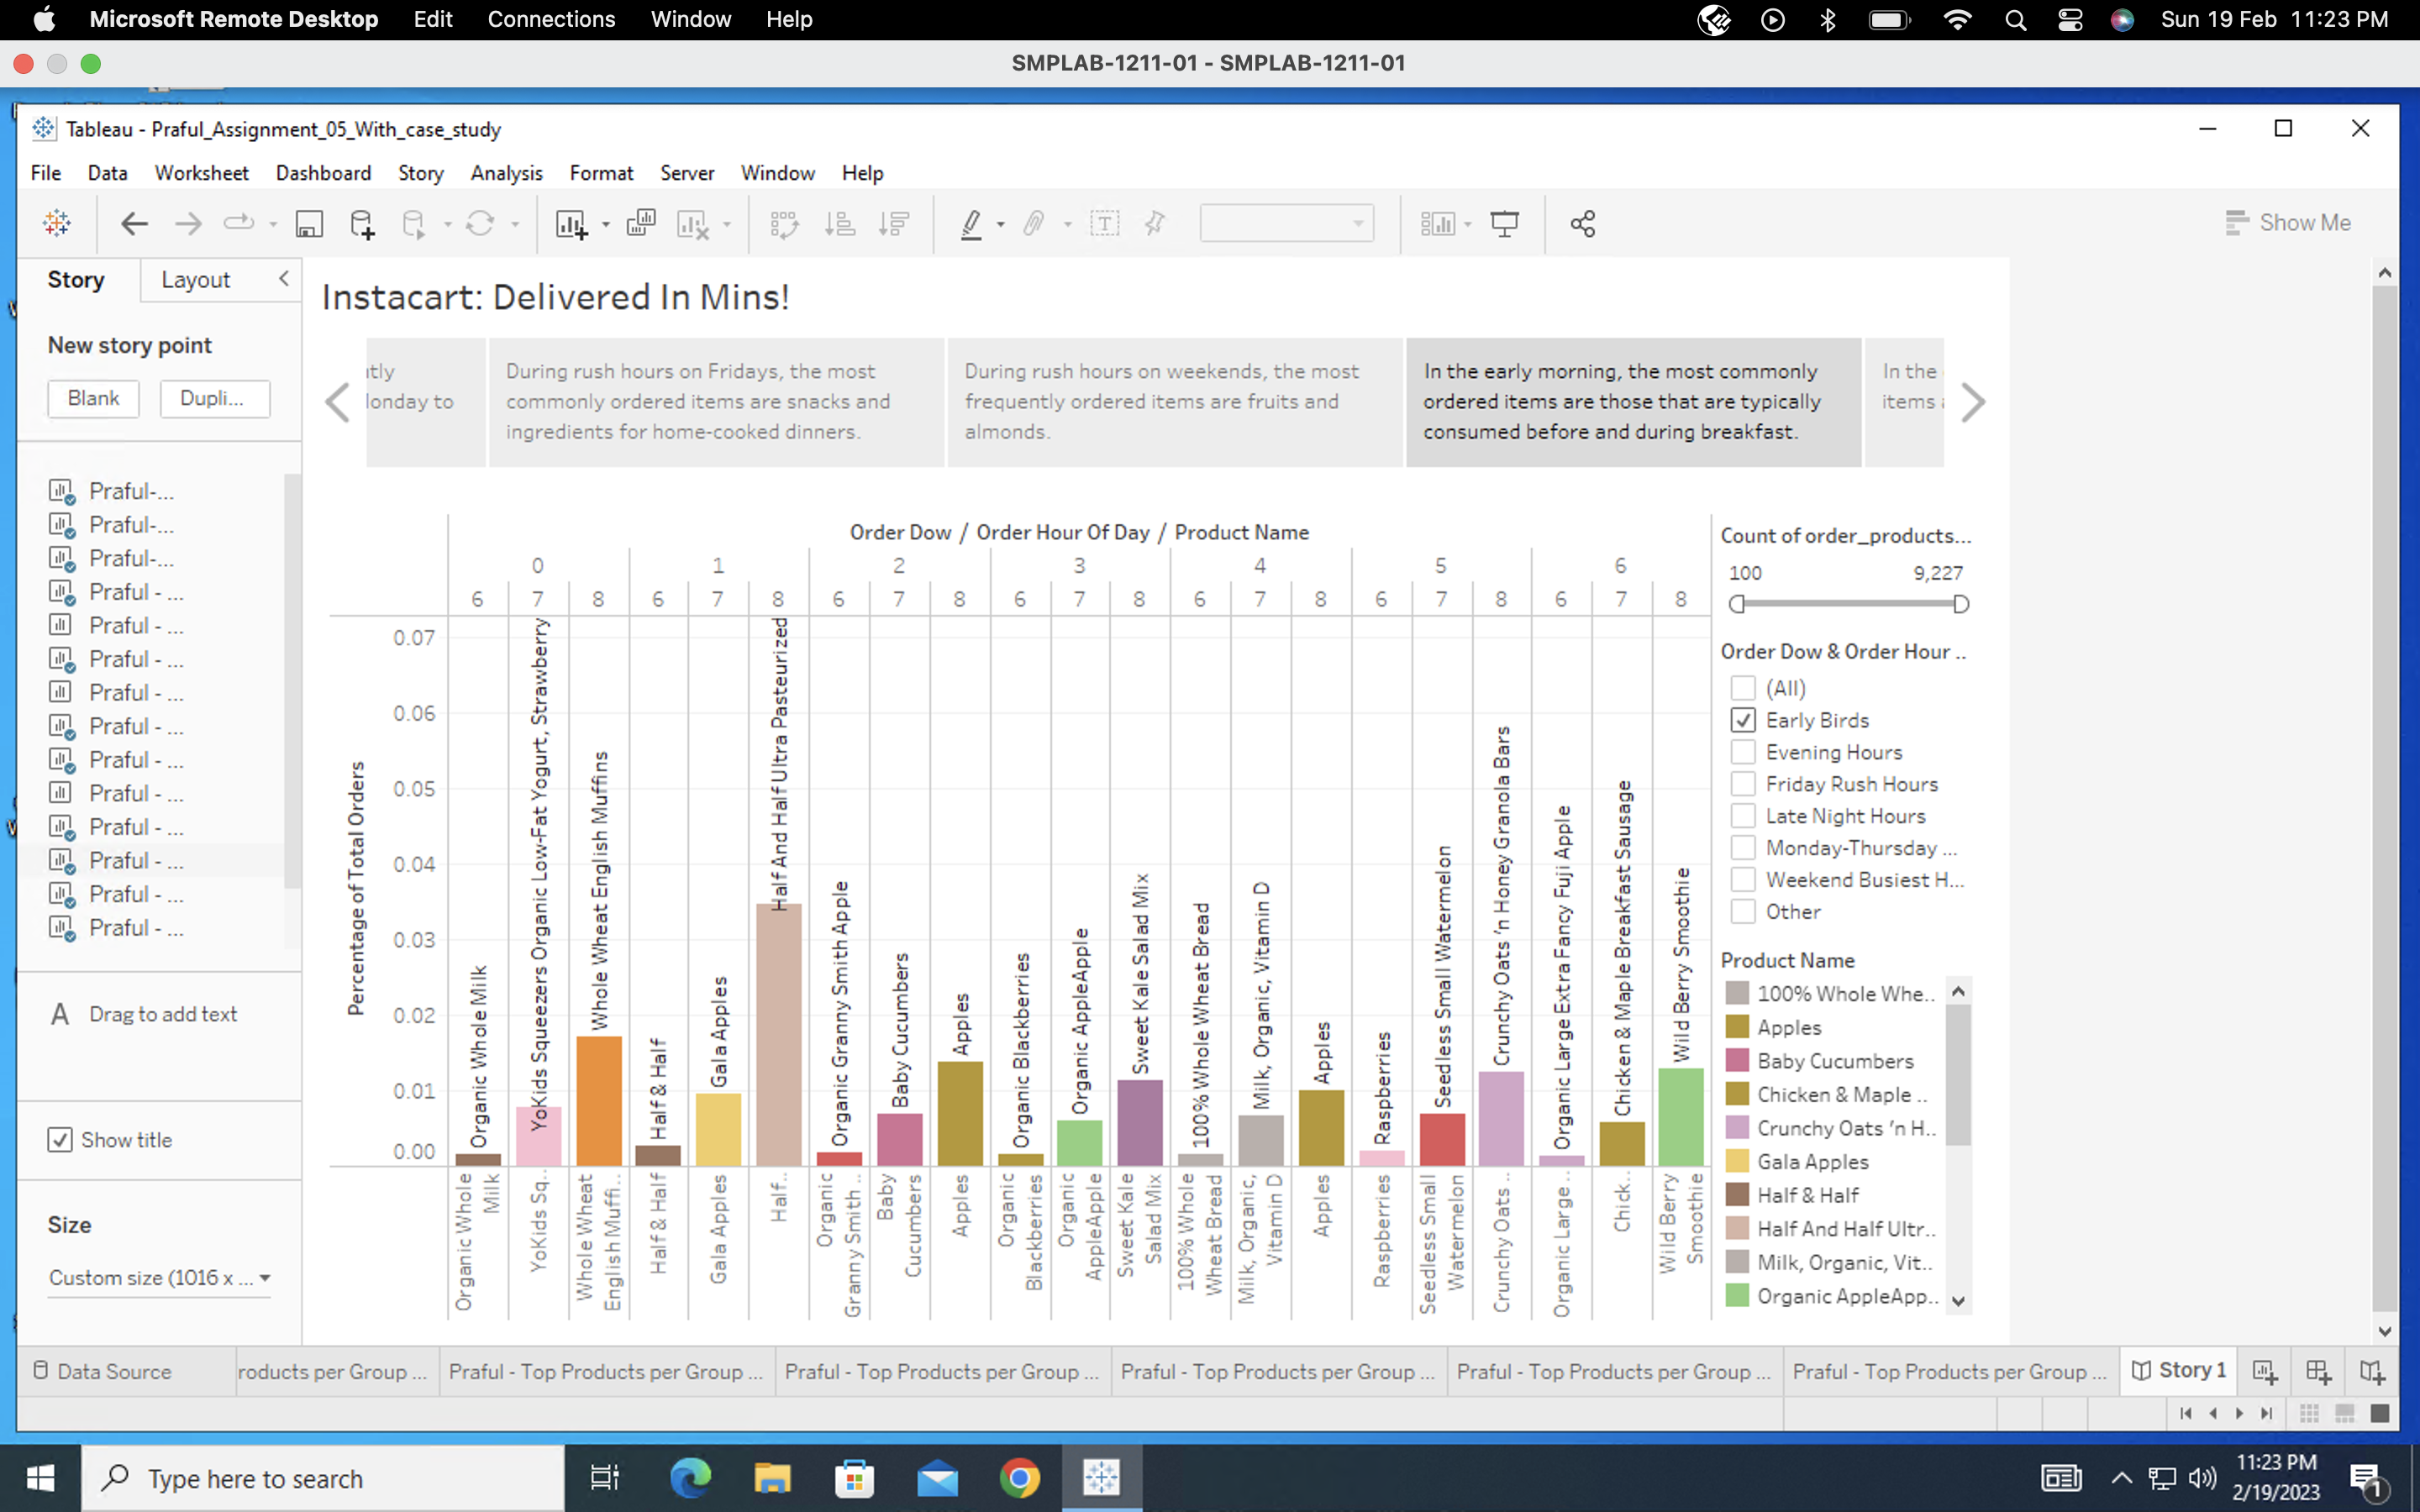 Microsoft Remote Desktop Edit Connections Window Help Sun 19 Feb 11:23 PM
SMPLAB-1211-01 - SMPLAB-1211-01
Tableau - Praful_Assignment_05_With_case_study
File Data Worksheet Dashboard Story Analysis Format Server Window Help
Show Me
Story Layout
New story point
Blank Dupli...
Praful-...
Praful-...
Praful-...
Praful - ...
Praful - ...
Praful - ...
Praful - ...
Praful - ...
Praful - ...
Praful - ...
Praful - ...
Praful - ...
Praful - ...
Praful - ...
A Drag to add text
Show title
Size
Custom size (1016 x ...
Instacart: Delivered In Mins!
tly
onday to
During rush hours on Fridays, the most
commonly ordered items are snacks and
ingredients for home-cooked dinners.
During rush hours on weekends, the most
frequently ordered items are fruits and
almonds.
In the early morning, the most commonly
ordered items are those that are typically
consumed before and during breakfast.
In the
items
Order Dow / Order Hour Of Day / Product Name
0 1 2 3 4 5 6
6 7 8 6 7 8 6 7 8 6 7 8 6 7 8 6 7 8 6 7 8
Percentage of Total Orders
0.07
0.06
0.05
0.04
0.03
0.02
0.01
0.00
Organic Whole Milk
YoKids Squeezers Organic Low-Fat Yogurt, Strawberry
Whole Wheat English Muffins
Half & Half
Gala Apples
Half And Half Ultra Pasteurized
Organic Granny Smith Apple
Baby Cucumbers
Apples
Organic Blackberries
Organic AppleApple
Sweet Kale Salad Mix
100% Whole Wheat Bread
Milk, Organic, Vitamin D
Apples
Raspberries
Seedless Small Watermelon
Crunchy Oats 'n Honey Granola Bars
Organic Large Extra Fancy Fuji Apple
Chicken & Maple Breakfast Sausage
Wild Berry Smoothie
Organic Whole
Milk
YoKids Sq..
Whole Wheat
English Muffi..
Half & Half
Gala Apples
Half..
Organic
Granny Smith ..
Baby
Cucumbers
Apples
Organic
Blackberries
Organic
AppleApple
Sweet Kale
Salad Mix
100% Whole
Wheat Bread
Milk, Organic,
Vitamin D
Apples
Raspberries
Seedless Small
Watermelon
Crunchy Oats ..
Organic Large ..
Chick..
Wild Berry
Smoothie
Count of order_products...
100 9,227
Order Dow & Order Hour ..
(All)
Early Birds
Evening Hours
Friday Rush Hours
Late Night Hours
Monday-Thursday ...
Weekend Busiest H...
Other
Product Name
100% Whole Whe..
Apples
Baby Cucumbers
Chicken & Maple ..
Crunchy Oats 'n H..
Gala Apples
Half & Half
Half And Half Ultr..
Milk, Organic, Vit..
Organic AppleApp..
Data Source roducts per Group ... Praful - Top Products per Group ... Praful - Top Products per Group ... Praful - Top Products per Group ... Praful - Top Products per Group ... Praful - Top Products per Group ... Story 1
Type here to search
11:23 PM
2/19/2023
1